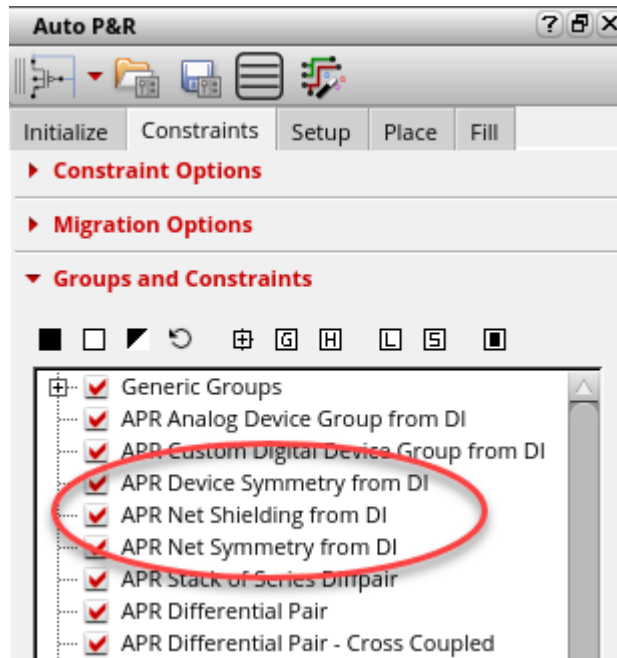 Auto P&R
Initialize Constraints Setup Place Fill
Constraint Options
Migration Options
Groups and Constraints
G H L S
Generic Groups
APR Analog Device Group from DI
APR Custom Digital Device Group from DI
APR Device Symmetry from DI
APR Net Shielding from DI
APR Net Symmetry from DI
APR Stack of Series Diffpair
APR Differential Pair
APR Differential Pair - Cross Coupled